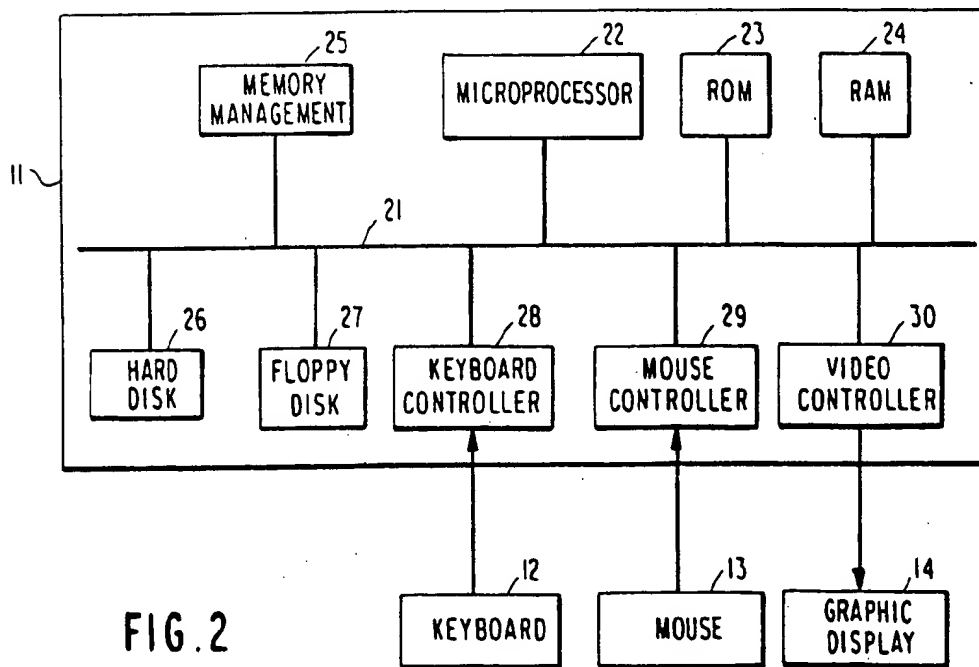 25
22
23
24
MEMORY
MANAGEMENT
MICROPROCESSOR
ROM
RAM
11
21
26
27
28
29
30
HARD
DISK
FLOPPY
DISK
KEYBOARD
CONTROLLER
MOUSE
CONTROLLER
VIDEO
CONTROLLER
12
13
14
KEYBOARD
MOUSE
GRAPHIC
DISPLAY
FIG.2